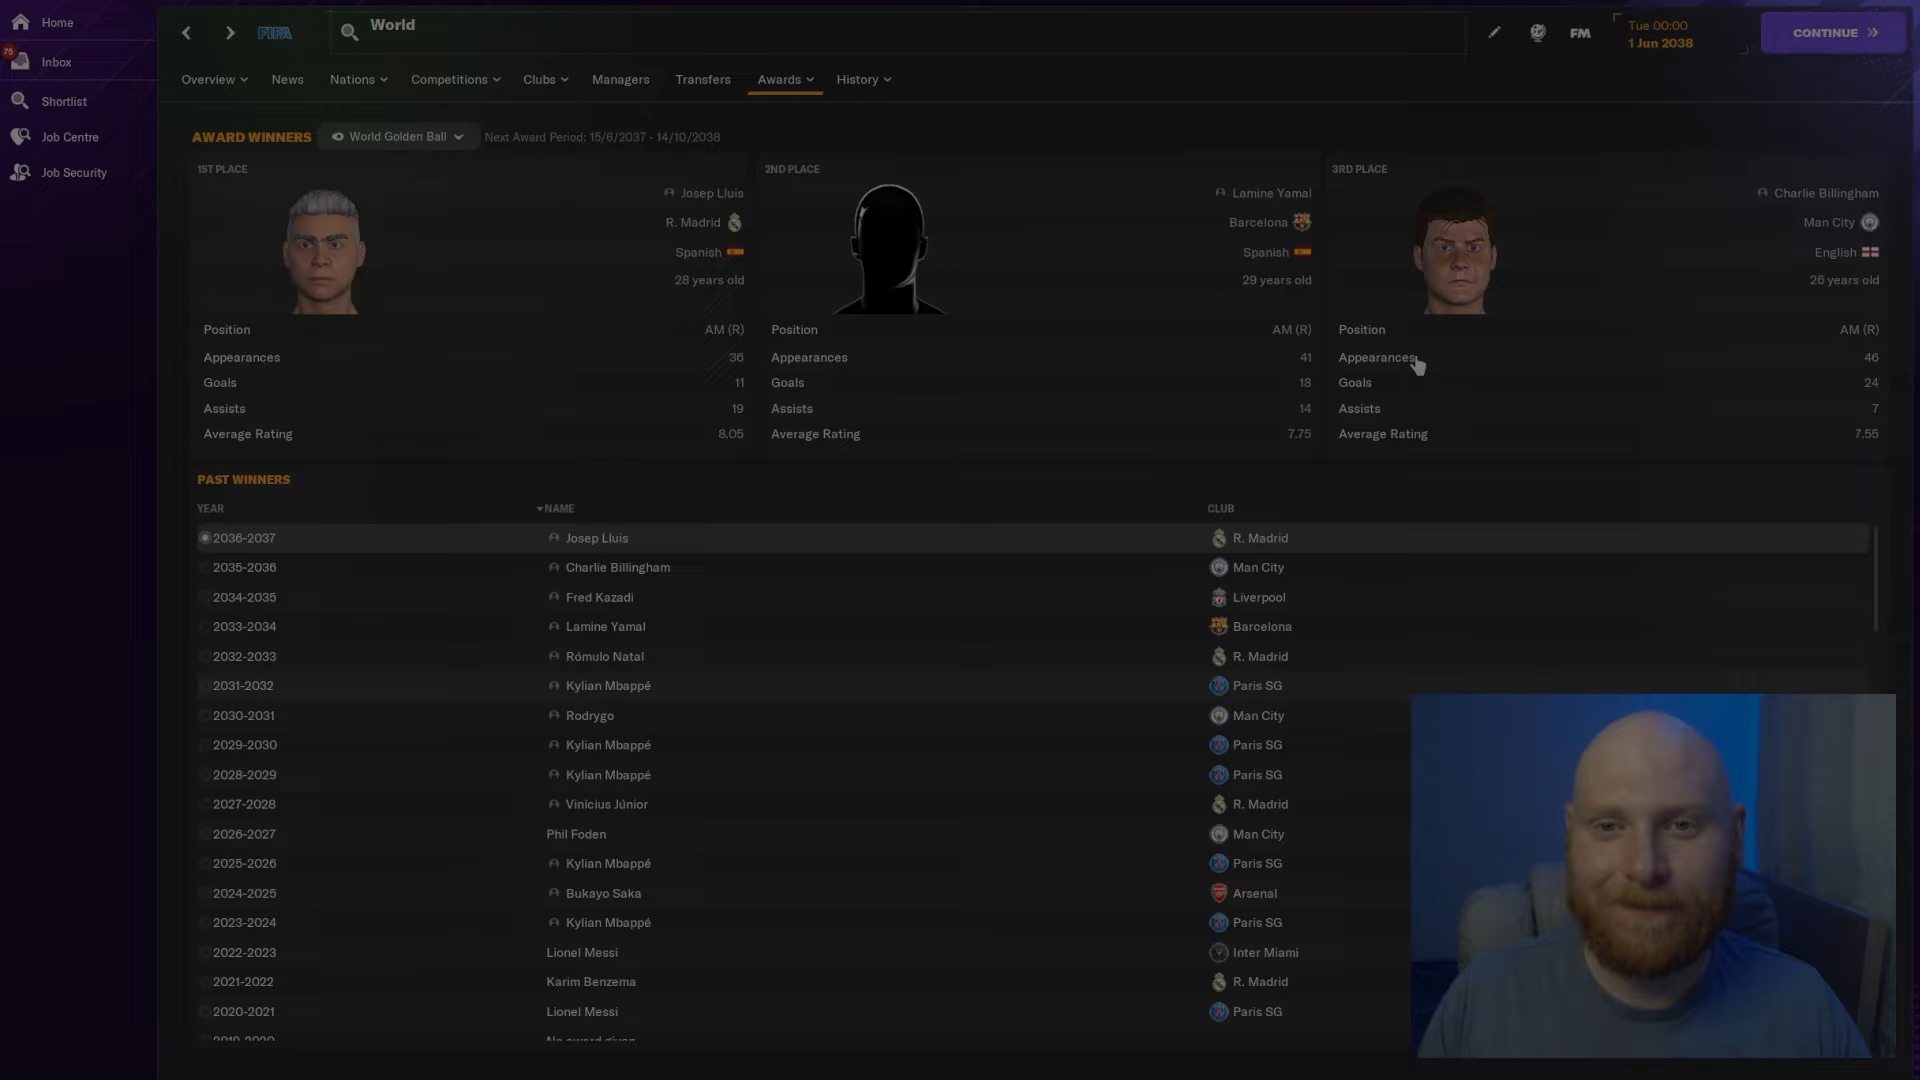 Home
75
Inbox
Shortlist
Job Centre
Job Security
FIFA
World
FM
Tue 00:00
1 Jun 2038
CONTINUE
Overview
News
Nations
Competitions
Clubs
Managers
Transfers
Awards
History
AWARD WINNERS
World Golden Ball
Next Award Period: 15/6/2037 - 14/10/2038
1ST PLACE
Josep Lluis
R. Madrid
Spanish
28 years old
Position AM (R)
Appearances 36
Goals 11
Assists 19
Average Rating 8.05
2ND PLACE
Lamine Yamal
Barcelona
Spanish
29 years old
Position AM (R)
Appearances 41
Goals 18
Assists 14
Average Rating 7.75
3RD PLACE
Charlie Billingham
Man City
English
26 years old
Position AM (R)
Appearances 46
Goals 24
Assists 7
Average Rating 7.55
PAST WINNERS
YEAR NAME CLUB
2036-2037 Josep Lluis R. Madrid
2035-2036 Charlie Billingham Man City
2034-2035 Fred Kazadi Liverpool
2033-2034 Lamine Yamal Barcelona
2032-2033 Rómulo Natal R. Madrid
2031-2032 Kylian Mbappé Paris SG
2030-2031 Rodrygo Man City
2029-2030 Kylian Mbappé Paris SG
2028-2029 Kylian Mbappé Paris SG
2027-2028 Vinícius Júnior R. Madrid
2026-2027 Phil Foden Man City
2025-2026 Kylian Mbappé Paris SG
2024-2025 Bukayo Saka Arsenal
2023-2024 Kylian Mbappé Paris SG
2022-2023 Lionel Messi Inter Miami
2021-2022 Karim Benzema R. Madrid
2020-2021 Lionel Messi Paris SG
2019-2020 No award given